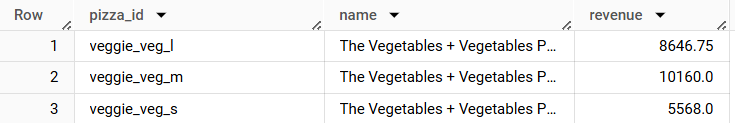 Row pizza_id name revenue
1 veggie_veg_l The Vegetables + Vegetables P... 8646.75
2 veggie_veg_m The Vegetables + Vegetables P... 10160.0
3 veggie_veg_s The Vegetables + Vegetables P... 5568.0